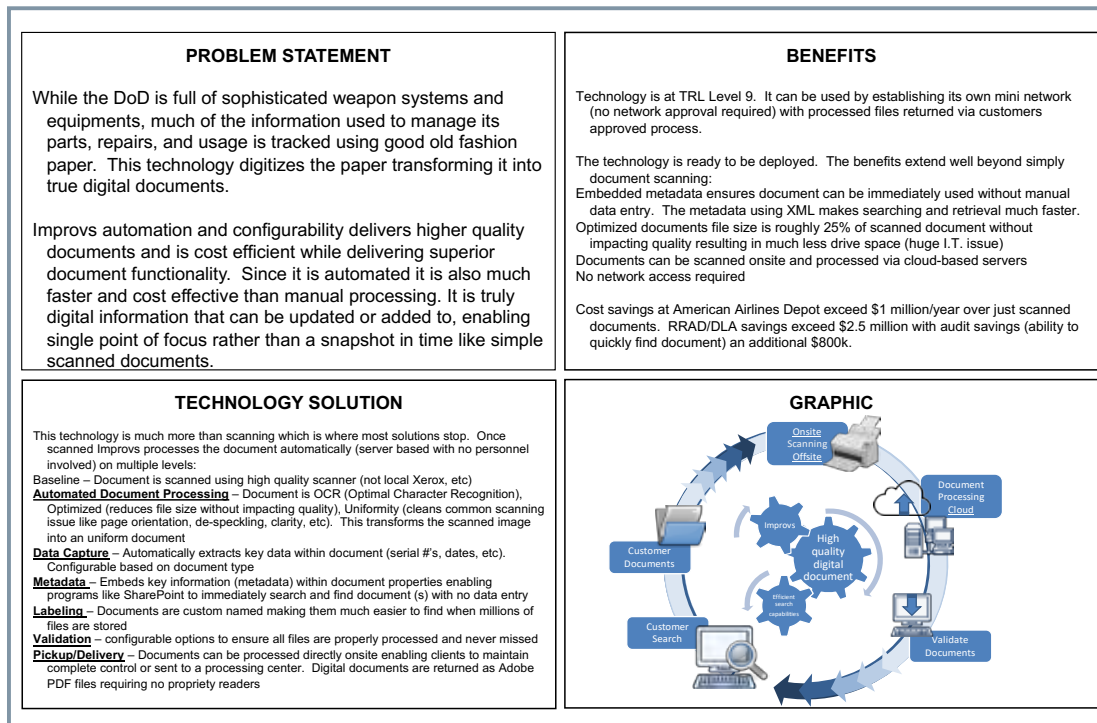 PROBLEM STATEMENT
While the DoD is full of sophisticated weapon systems and
equipments, much of the information used to manage its
parts, repairs, and usage is tracked using good old fashion
paper.  This technology digitizes the paper transforming it into
true digital documents.
Improvs automation and configurability delivers higher quality
documents and is cost efficient while delivering superior
document functionality.  Since it is automated it is also much
faster and cost effective than manual processing. It is truly
digital information that can be updated or added to, enabling
single point of focus rather than a snapshot in time like simple
scanned documents.
BENEFITS
Technology is at TRL Level 9.  It can be used by establishing its own mini network
(no network approval required) with processed files returned via customers
approved process.
The technology is ready to be deployed.  The benefits extend well beyond simply
document scanning:
Embedded metadata ensures document can be immediately used without manual
data entry.  The metadata using XML makes searching and retrieval much faster.
Optimized documents file size is roughly 25% of scanned document without
impacting quality resulting in much less drive space (huge I.T. issue)
Documents can be scanned onsite and processed via cloud-based servers
No network access required
Cost savings at American Airlines Depot exceed $1 million/year over just scanned
documents.  RRAD/DLA savings exceed $2.5 million with audit savings (ability to
quickly find document) an additional $800k.
TECHNOLOGY SOLUTION
This technology is much more than scanning which is where most solutions stop.  Once
scanned Improvs processes the document automatically (server based with no personnel
involved) on multiple levels:
Baseline – Document is scanned using high quality scanner (not local Xerox, etc)
Automated Document Processing – Document is OCR (Optimal Character Recognition),
Optimized (reduces file size without impacting quality), Uniformity (cleans common scanning
issue like page orientation, de-speckling, clarity, etc).  This transforms the scanned image
into an uniform document
Data Capture – Automatically extracts key data within document (serial #'s, dates, etc).
Configurable based on document type
Metadata – Embeds key information (metadata) within document properties enabling
programs like SharePoint to immediately search and find document (s) with no data entry
Labeling – Documents are custom named making them much easier to find when millions of
files are stored
Validation – configurable options to ensure all files are properly processed and never missed
Pickup/Delivery – Documents can be processed directly onsite enabling clients to maintain
complete control or sent to a processing center.  Digital documents are returned as Adobe
PDF files requiring no propriety readers
GRAPHIC
Onsite
Scanning
Offsite
Document
Processing
Cloud
Validate
Documents
Customer
Search
Customer
Documents
Improvs
High
quality
digital
document
Efficient
search
capabilities